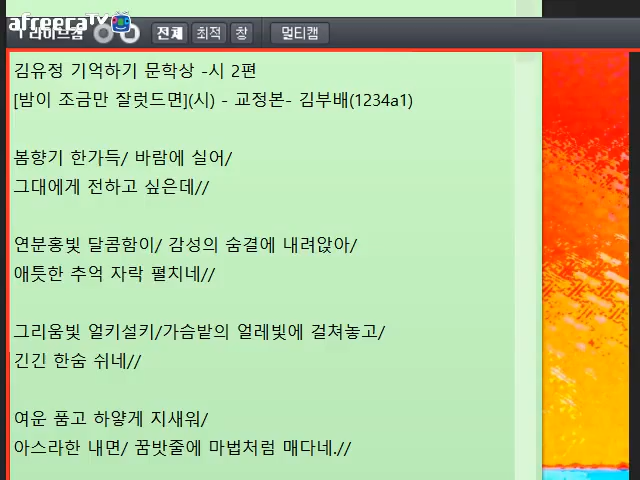 afreecaTV
라이브캠 전체 최적 창 멀티캠
김유정 기억하기 문학상 -시 2편
[밤이 조금만 잘럿드면](시) - 교정본- 김부배(1234a1)
봄향기 한가득/ 바람에 실어/
그대에게 전하고 싶은데//
연분홍빛 달콤함이/ 감성의 숨결에 내려앉아/
애틋한 추억 자락 펼치네//
그리움빛 얼키설키/가슴밭의 얼레빛에 걸쳐놓고/
긴긴 한숨 쉬네//
여운 품고 하얗게 지새워/
아스라한 내면/ 꿈밧줄에 마법처럼 매다네.//